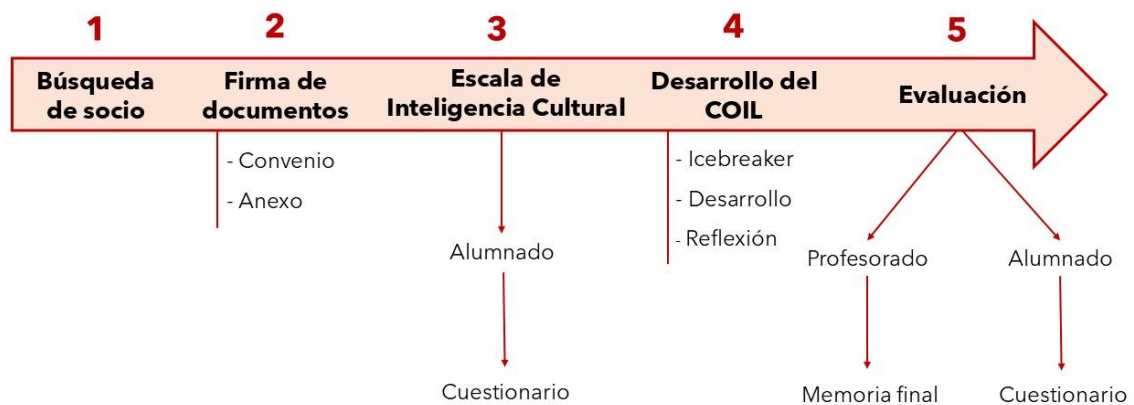 1
2
3
4
5
Búsqueda
de socio
Firma de
documentos
Escala de
Inteligencia Cultural
Desarrollo del
COIL
Evaluación
- Convenio
- Anexo
- Icebreaker
- Desarrollo
- Reflexión
Alumnado
Profesorado
Alumnado
Cuestionario
Memoria final
Cuestionario